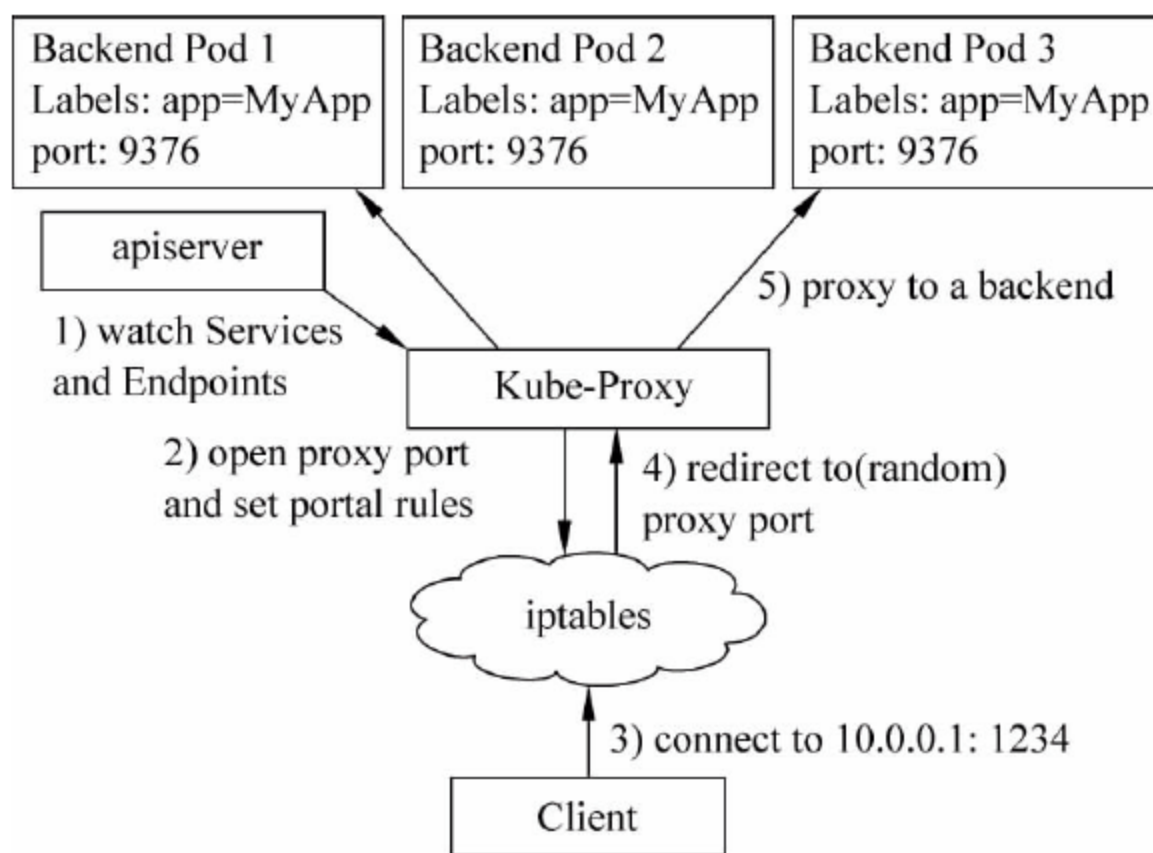 Backend Pod 1
Labels: app=MyApp
port: 9376
Backend Pod 2
Labels: app=MyApp
port: 9376
Backend Pod 3
Labels: app=MyApp
port: 9376
apiserver
1) watch Services
and Endpoints
5) proxy to a backend
Kube-Proxy
2) open proxy port
and set portal rules
4) redirect to(random)
proxy port
iptables
3) connect to 10.0.0.1: 1234
Client